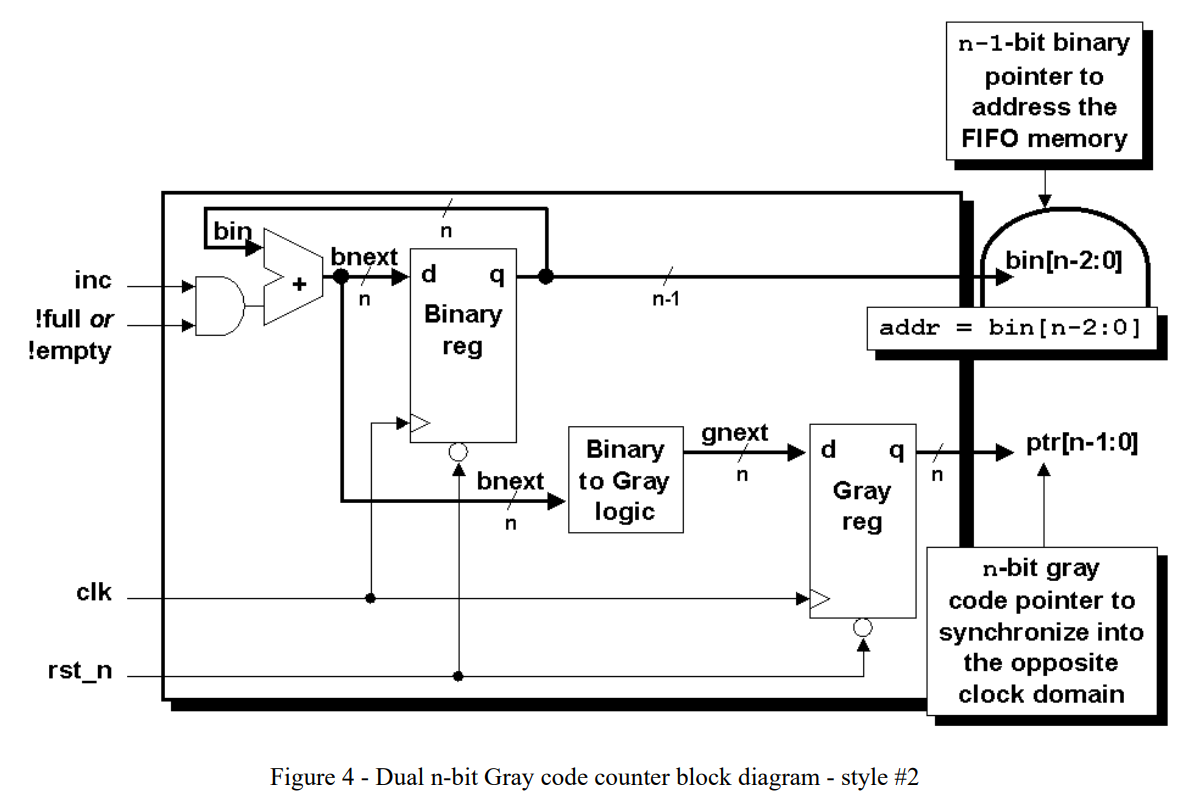 n-1-bit binary
pointer to
address the
FIFO memory
n
bin
bnext
n
+
d
q
Binary
reg
n-1
bin[n-2:0]
addr = bin[n-2:0]
inc
!full or
!empty
Binary
to Gray
logic
bnext
n
gnext
n
d
q
Gray
reg
n
ptr[n-1:0]
n-bit gray
code pointer to
synchronize into
the opposite
clock domain
clk
rst_n
Figure 4 - Dual n-bit Gray code counter block diagram - style #2